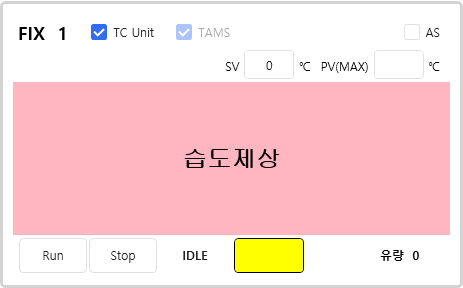 FIX 1 TC Unit TAMS AS
SV 0 ℃ PV(MAX) ℃
습도제상
Run Stop IDLE 유량 0